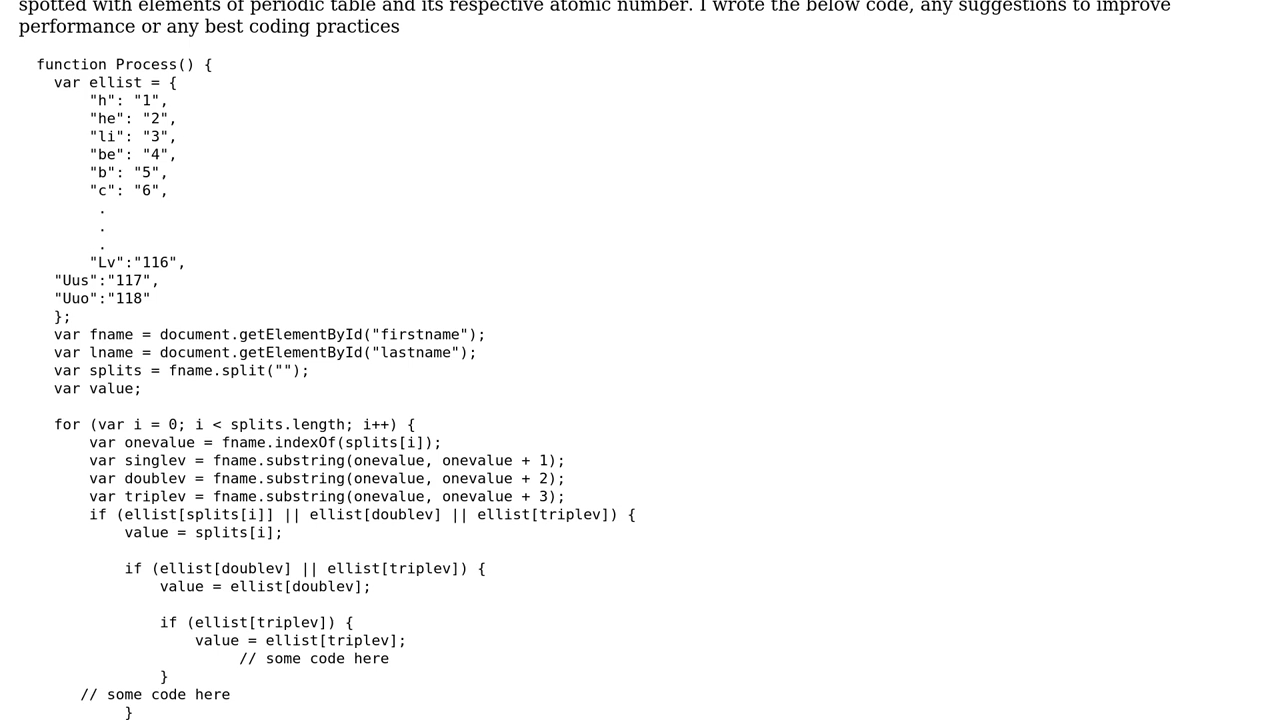 spotted with elements of periodic table and its respective atomic number. I wrote the below code, any suggestions to improve
performance or any best coding practices
function Process() {
var ellist = {
"h": "1",
"he": "2",
"li": "3",
"be": "4",
"b": "5",
"c": "6",
.
.
.
"Lv":"116",
"Uus":"117",
"Uuo":"118"
};
var fname = document.getElementById("firstname");
var lname = document.getElementById("lastname");
var splits = fname.split("");
var value;
for (var i = 0; i < splits.length; i++) {
var onevalue = fname.indexOf(splits[i]);
var singlev = fname.substring(onevalue, onevalue + 1);
var doublev = fname.substring(onevalue, onevalue + 2);
var triplev = fname.substring(onevalue, onevalue + 3);
if (ellist[splits[i]] || ellist[doublev] || ellist[triplev]) {
value = splits[i];
if (ellist[doublev] || ellist[triplev]) {
value = ellist[doublev];
if (ellist[triplev]) {
value = ellist[triplev];
// some code here
}
// some code here
}